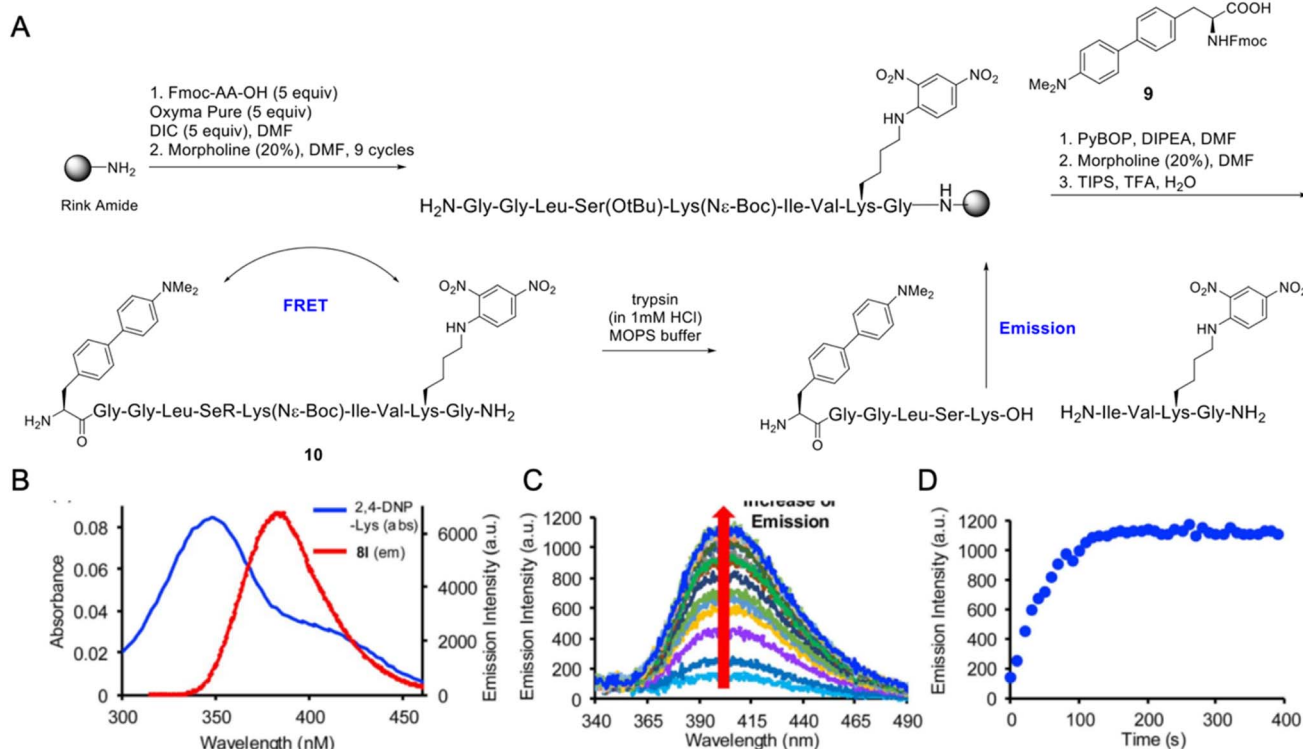 A
1. Fmoc-AA-OH (5 equiv)
Oxyma Pure (5 equiv)
DIC (5 equiv), DMF
2. Morpholine (20%), DMF, 9 cycles
NH2
Rink Amide
O2N
NO2
HN
H2N-Gly-Gly-Leu-Ser(OtBu)-Lys(Nε-Boc)-Ile-Val-Lys-Gly
H
N
COOH
NHFmoc
Me2N
9
1. PyBOP, DIPEA, DMF
2. Morpholine (20%), DMF
3. TIPS, TFA, H2O
NMe2
FRET
O2N
NO2
HN
H2N
O
Gly-Gly-Leu-SeR-Lys(Nε-Boc)-Ile-Val-Lys-Gly-NH2
10
trypsin
(in 1mM HCl)
MOPS buffer
NMe2
H2N
O
Gly-Gly-Leu-Ser-Lys-OH
Emission
O2N
NO2
HN
H2N-Ile-Val-Lys-Gly-NH2
B
2,4-DNP
-Lys (abs)
8l (em)
Absorbance
0.08
0.06
0.04
0.02
0
6000
4000
2000
0
Emission Intensity (a.u.)
300 350 400 450
Wavelength (nM)
C
Increase of
Emission
Emission Intensity (a.u.)
1200
1000
800
600
400
200
0
340 365 390 415 440 465 490
Wavelength (nm)
D
Emission Intensity (a.u.)
1200
1000
800
600
400
200
0
0 100 200 300 400
Time (s)